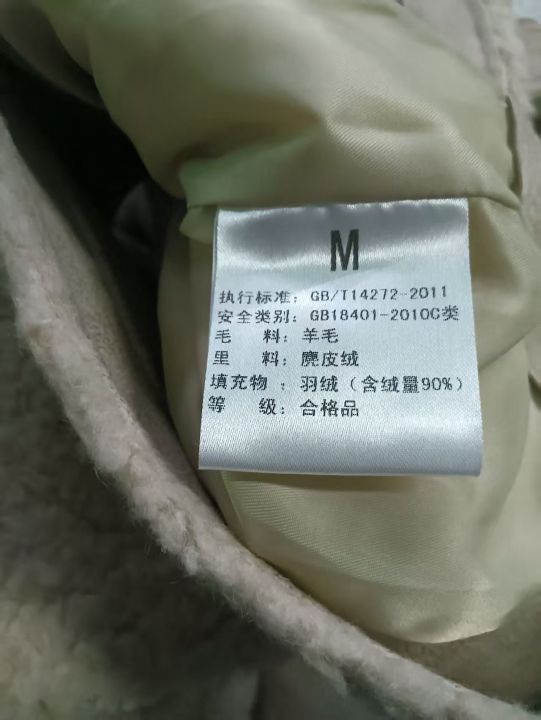 M
执行标准: GB/T14272-2011
安全类别: GB18401-2010C类
毛 料: 羊毛
里 料: 麂皮绒
填充物 : 羽绒（含绒量90%）
等 级: 合格品